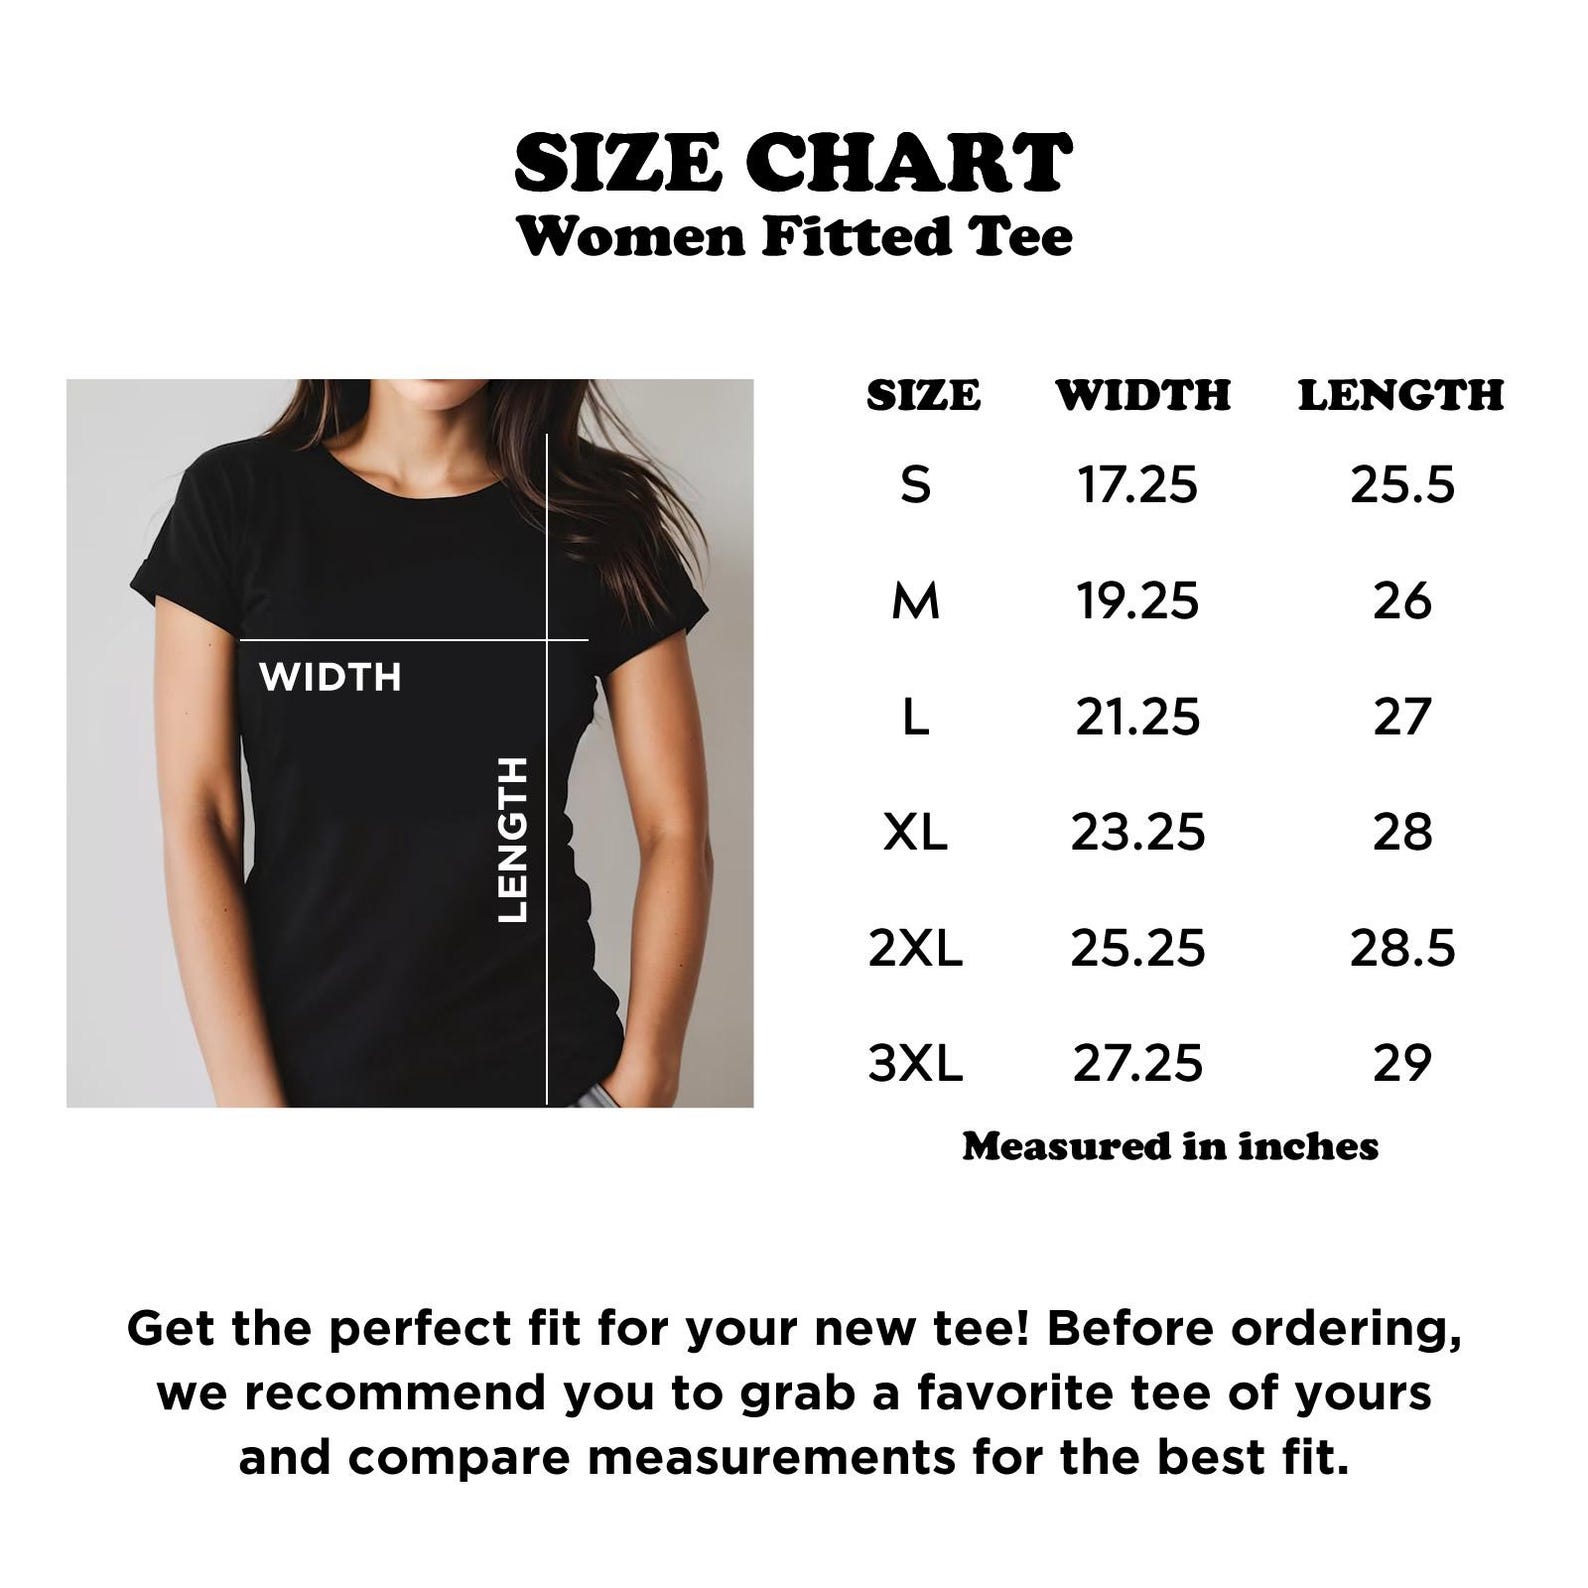 SIZE CHART
Women Fitted Tee
WIDTH
LENGTH
SIZE WIDTH LENGTH
S 17.25 25.5
M 19.25 26
L 21.25 27
XL 23.25 28
2XL 25.25 28.5
3XL 27.25 29
Measured in inches
Get the perfect fit for your new tee! Before ordering,
we recommend you to grab a favorite tee of yours
and compare measurements for the best fit.